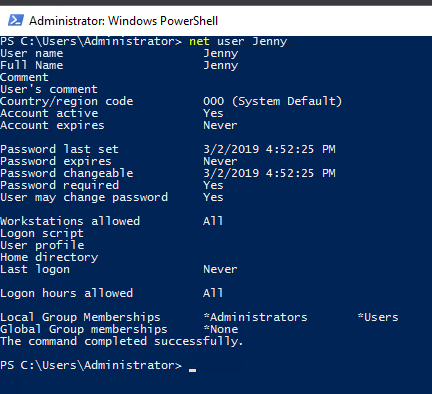 Administrator: Windows PowerShell
PS C:\Users\Administrator> net user Jenny
User name Jenny
Full Name Jenny
Comment
User's comment
Country/region code 000 (System Default)
Account active Yes
Account expires Never
Password last set 3/2/2019 4:52:25 PM
Password expires Never
Password changeable 3/2/2019 4:52:25 PM
Password required Yes
User may change password Yes
Workstations allowed All
Logon script
User profile
Home directory
Last logon Never
Logon hours allowed All
Local Group Memberships *Administrators *Users
Global Group memberships *None
The command completed successfully.
PS C:\Users\Administrator> _